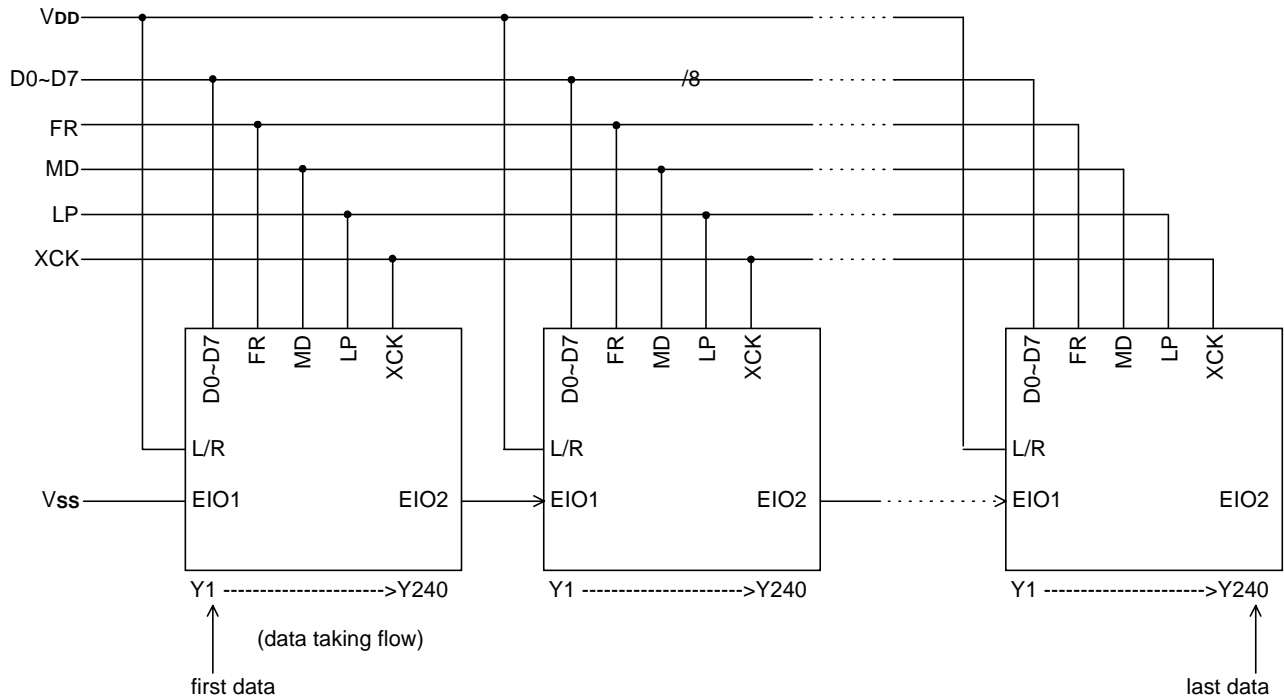 VDD
D0~D7
/8
FR
MD
LP
XCK
D0~D7 FR MD LP XCK
D0~D7 FR MD LP XCK
D0~D7 FR MD LP XCK
L/R
L/R
L/R
VSS
EIO1 EIO2
EIO1 EIO2
EIO1 EIO2
Y1 ---------------------->Y240
Y1 ---------------------->Y240
Y1 ---------------------->Y240
(data taking flow)
first data
last data